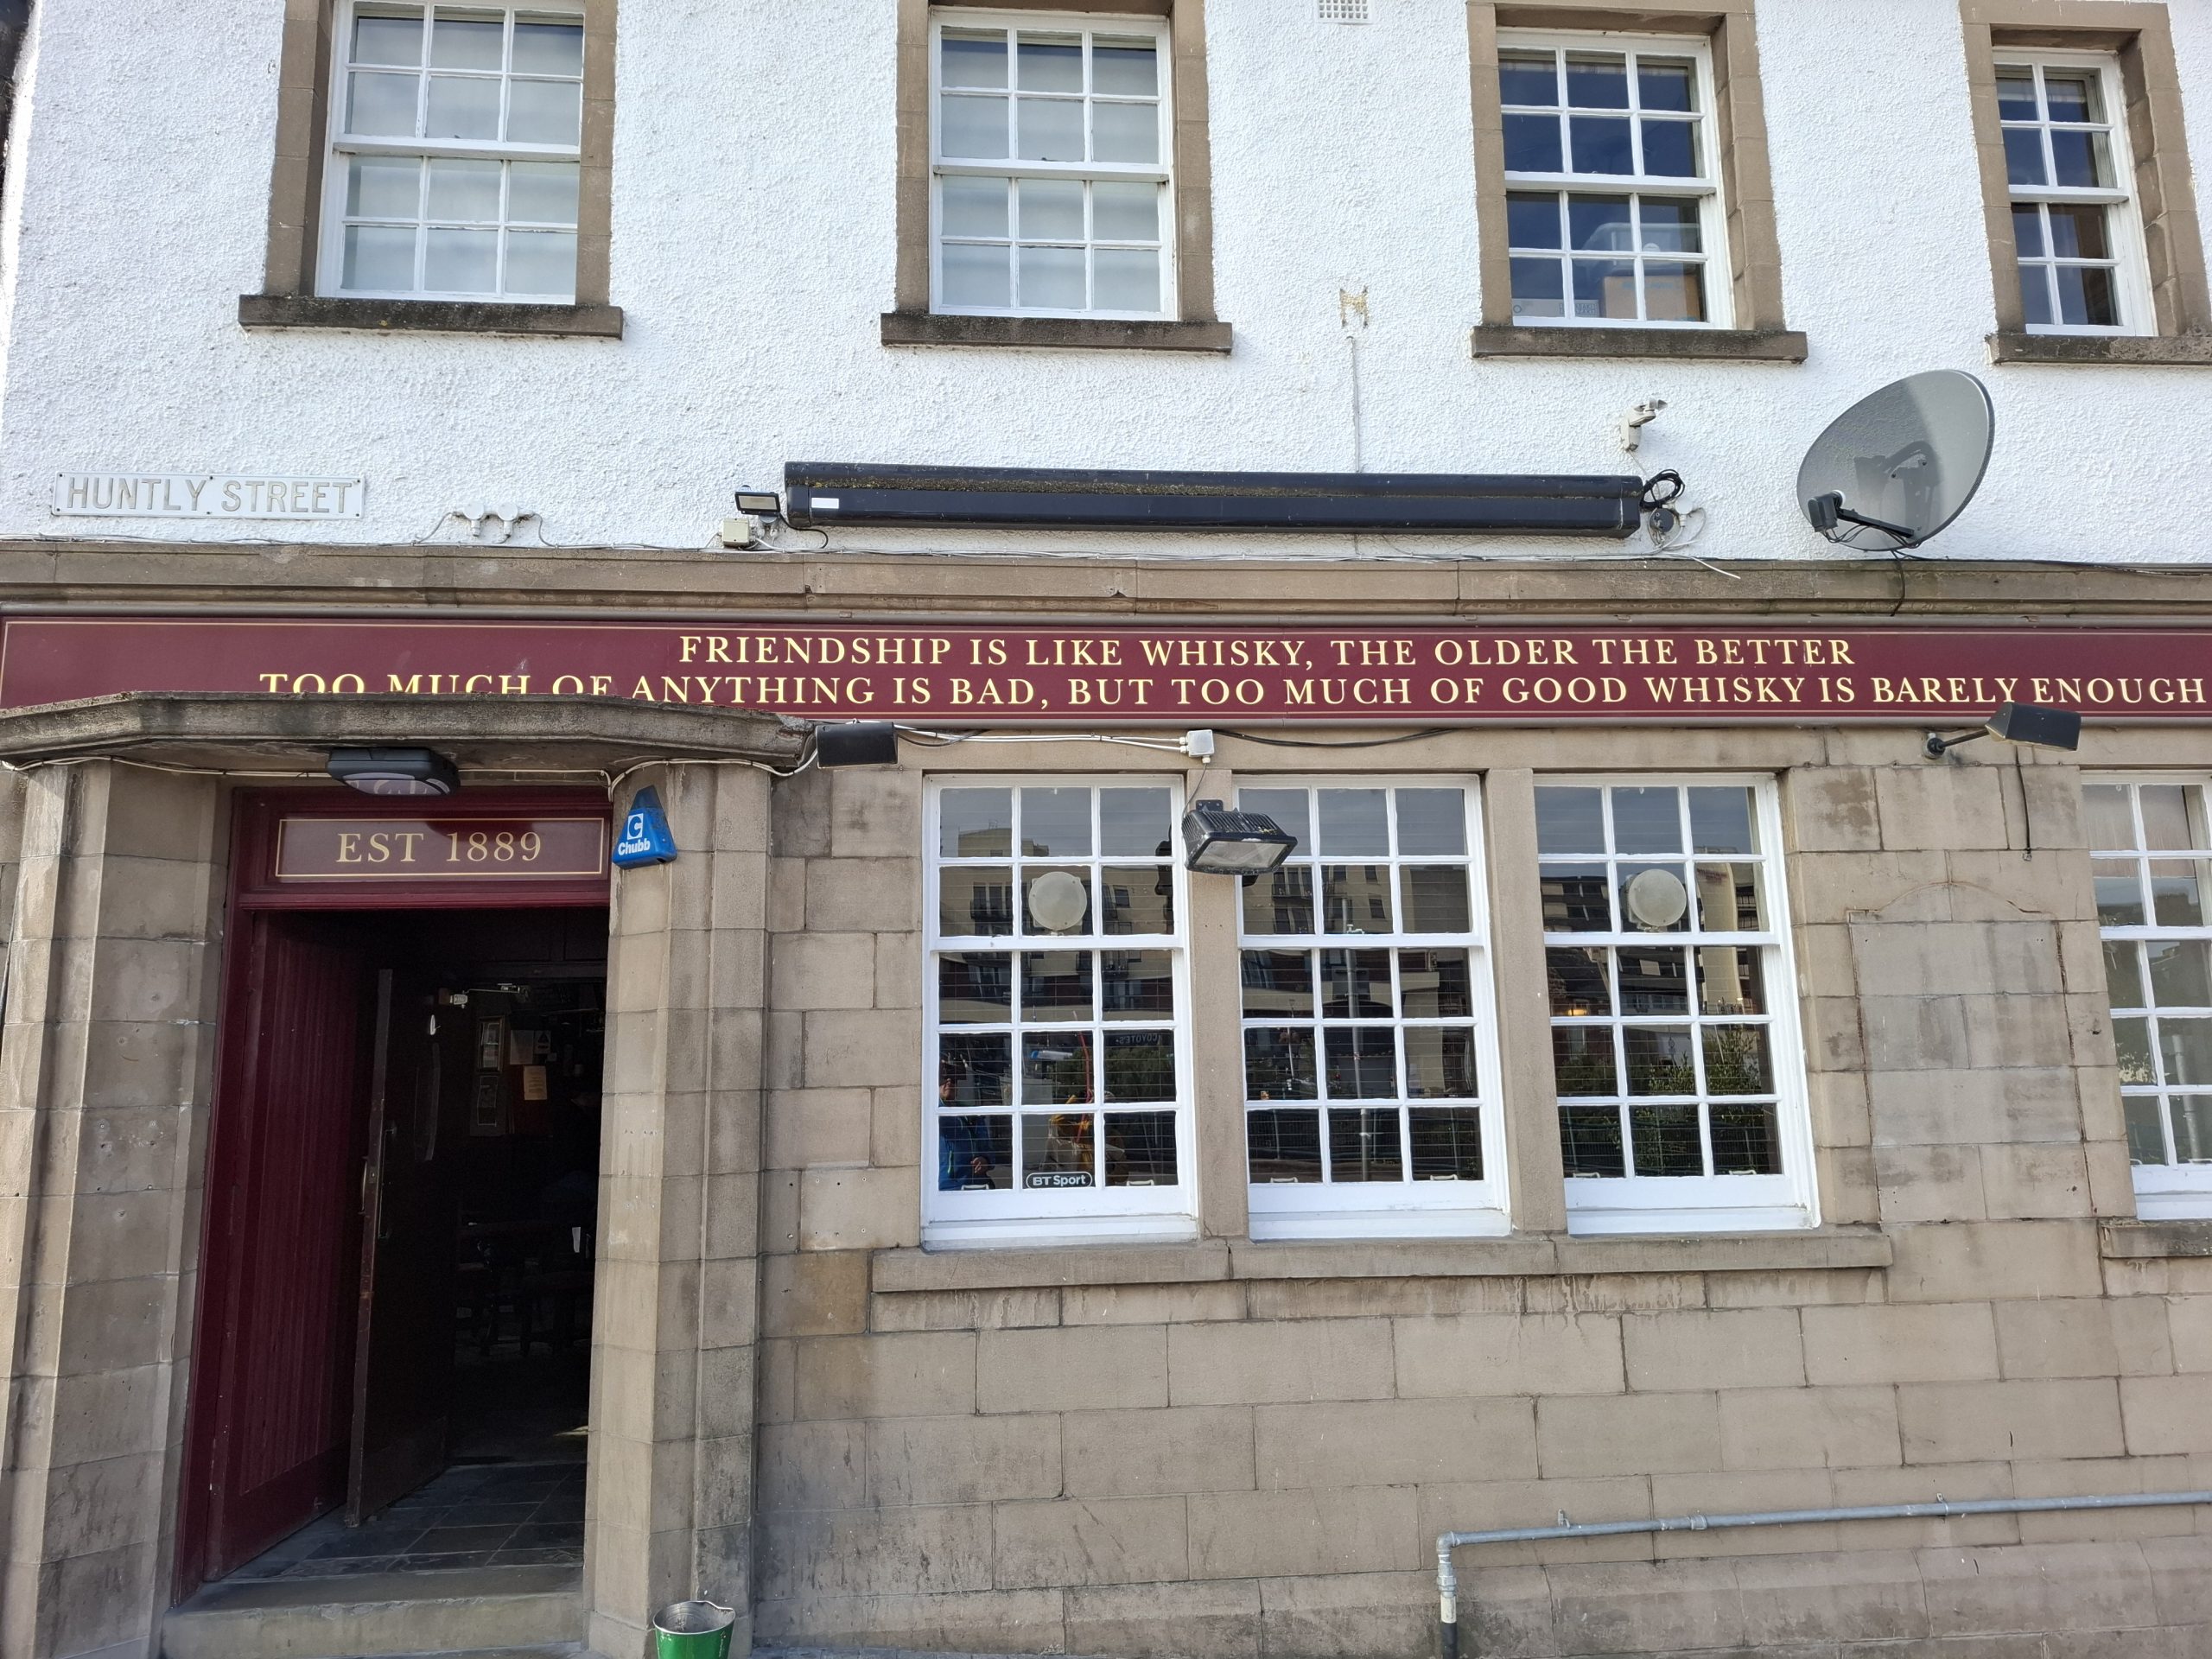 HUNTLY STREET
FRIENDSHIP IS LIKE WHISKY, THE OLDER THE BETTER
TOO MUCH OF ANYTHING IS BAD, BUT TOO MUCH OF GOOD WHISKY IS BARELY ENOUGH
EST 1889
C
Chubb
BT Sport